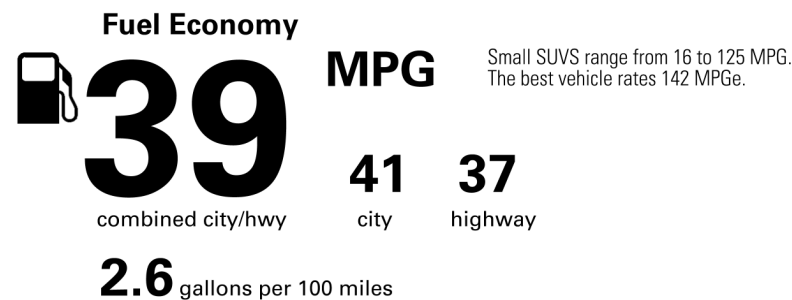 Fuel Economy
39 MPG
Small SUVS range from 16 to 125 MPG.
The best vehicle rates 142 MPGe.
41 37
combined city/hwy city highway
2.6 gallons per 100 miles